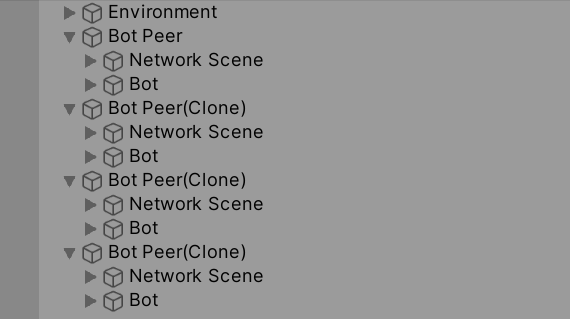 Environment
Bot Peer
Network Scene
Bot
Bot Peer(Clone)
Network Scene
Bot
Bot Peer(Clone)
Network Scene
Bot
Bot Peer(Clone)
Network Scene
Bot